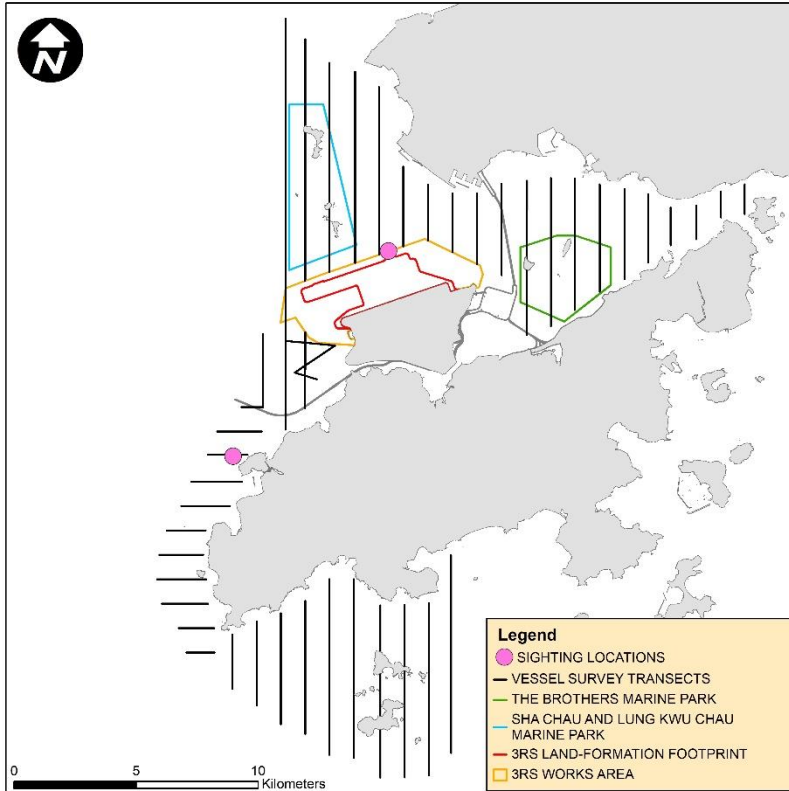 N
Legend
SIGHTING LOCATIONS
VESSEL SURVEY TRANSECTS
THE BROTHERS MARINE PARK
SHA CHAU AND LUNG KWU CHAU
MARINE PARK
3RS LAND-FORMATION FOOTPRINT
3RS WORKS AREA
0 5 10
Kilometers